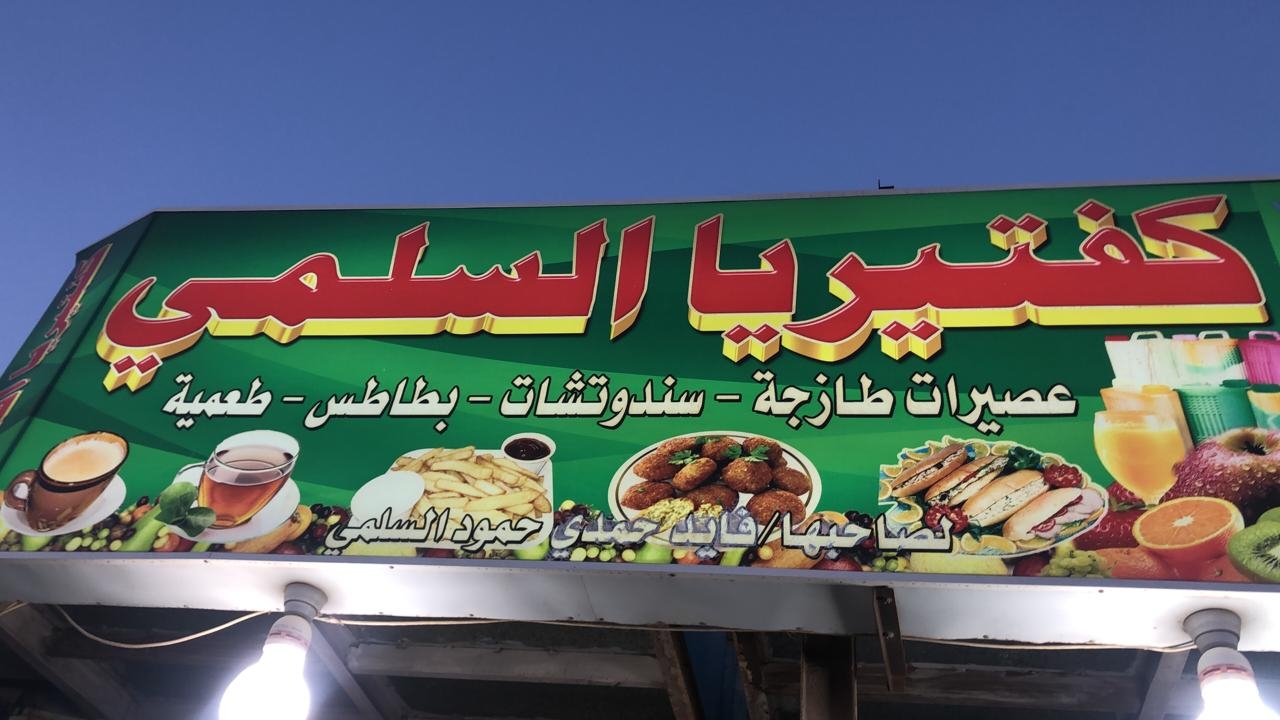 كفتيريا السلمي
عصيرات طازجة - سندوتشات - بطاطس - طعمية
لصاحبها/ فايد حمدي حمود السلمي